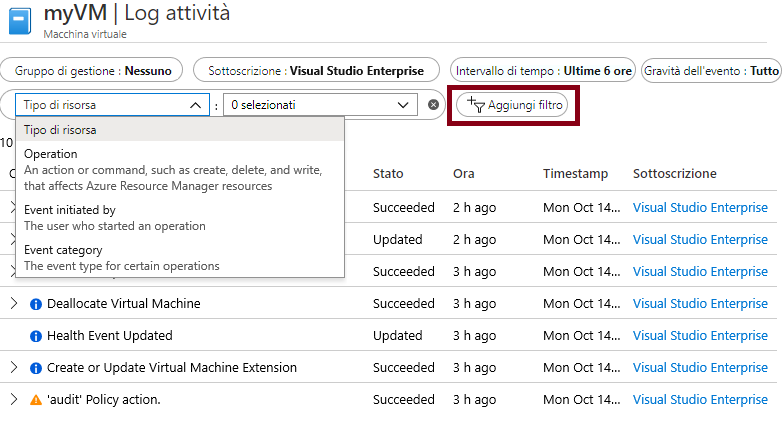 myVM | Log attività
Macchina virtuale
Gruppo di gestione : Nessuno
Sottoscrizione : Visual Studio Enterprise
Intervallo di tempo : Ultime 6 ore
Gravità dell'evento : Tutto
Tipo di risorsa
: 0 selezionati
Aggiungi filtro
Tipo di risorsa
Operation
An action or command, such as create, delete, and write,
that affects Azure Resource Manager resources
Event initiated by
The user who started an operation
Event category
The event type for certain operations
10
Stato Ora Timestamp Sottoscrizione
Succeeded 2 h ago Mon Oct 14... Visual Studio Enterprise
Updated 2 h ago Mon Oct 14... Visual Studio Enterprise
Succeeded 3 h ago Mon Oct 14... Visual Studio Enterprise
Deallocate Virtual Machine Succeeded 3 h ago Mon Oct 14... Visual Studio Enterprise
Health Event Updated Updated 3 h ago Mon Oct 14... Visual Studio Enterprise
Create or Update Virtual Machine Extension Succeeded 3 h ago Mon Oct 14... Visual Studio Enterprise
'audit' Policy action. Succeeded 3 h ago Mon Oct 14... Visual Studio Enterprise